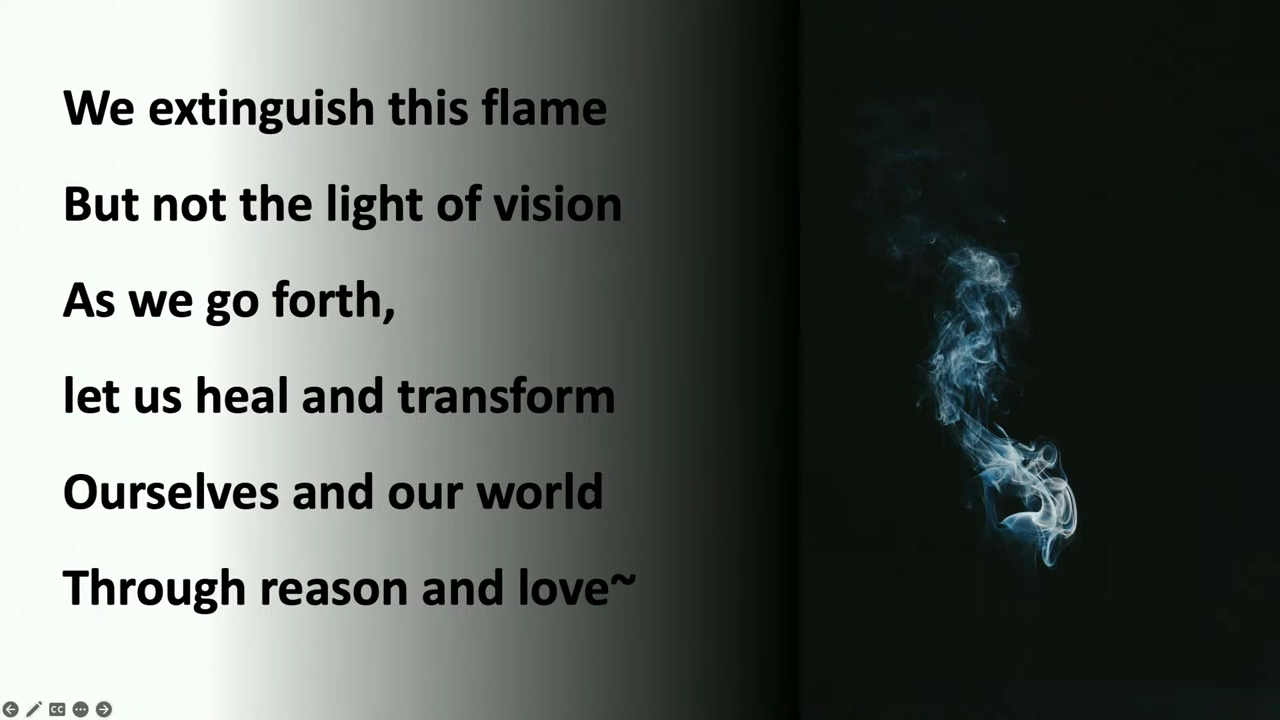 We extinguish this flame
But not the light of vision
As we go forth,
let us heal and transform
Ourselves and our world
Through reason and love~
CC